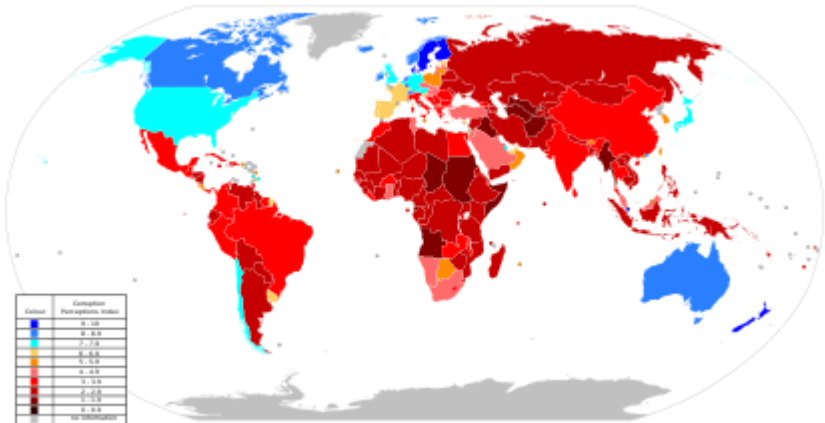 Colour
Corruption
Perceptions Index
9 - 10
8 - 8.9
7 - 7.9
6 - 6.9
5 - 5.9
4 - 4.9
3 - 3.9
2 - 2.9
1 - 1.9
0 - 0.9
no information